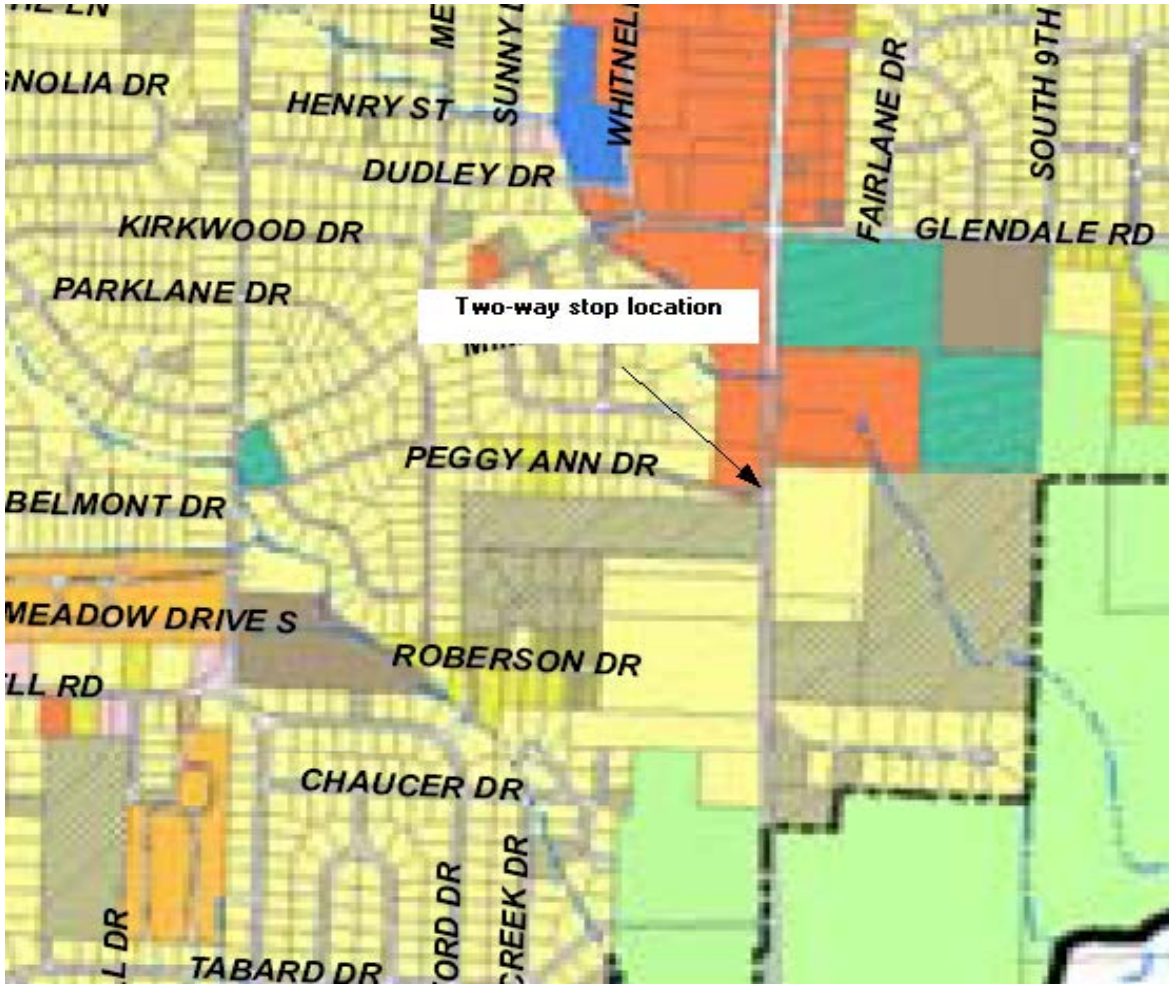 GNOLIA DR
HENRY ST
SUNNY
WHITNEL
FAIRLANE DR
SOUTH 9TH
DUDLEY DR
KIRKWOOD DR
GLENDALE RD
PARKLANE DR
Two-way stop location
PEGGY ANN DR
BELMONT DR
MEADOW DRIVE S
ROBERSON DR
LL RD
CHAUCER DR
L DR
TABARD DR
FORD DR
CREEK DR